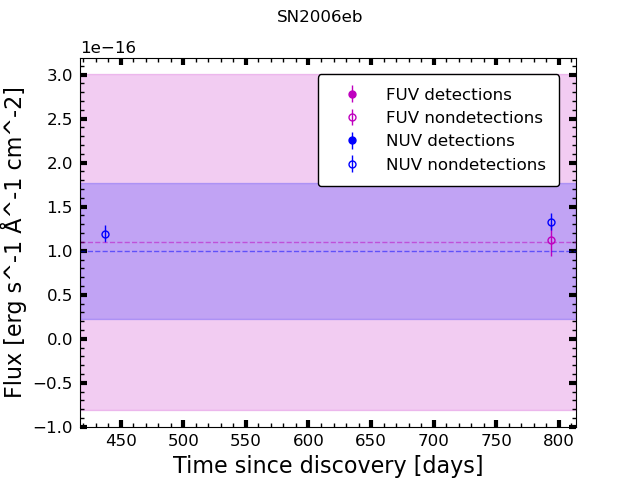 SN2006eb
1e−16
3.0
2.5
2.0
1.5
1.0
0.5
0.0
−0.5
−1.0
Flux [erg s^-1 Å^-1 cm^-2]
FUV detections
FUV nondetections
NUV detections
NUV nondetections
450 500 550 600 650 700 750 800
Time since discovery [days]